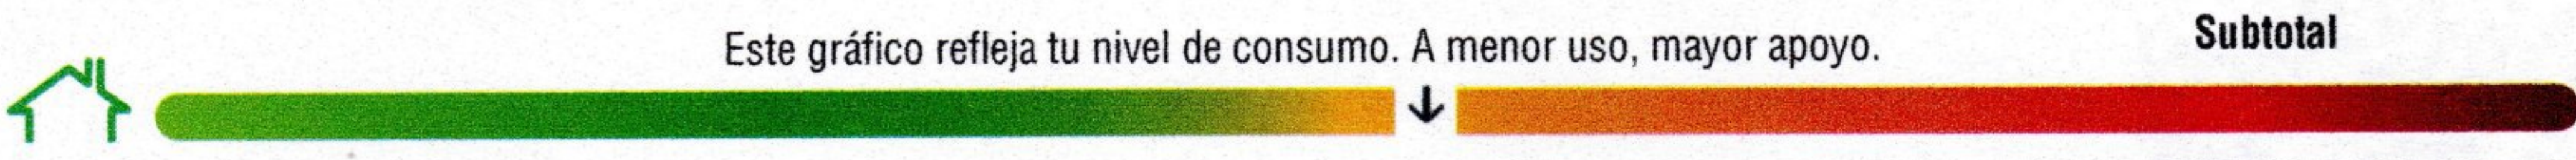 Este gráfico refleja tu nivel de consumo. A menor uso, mayor apoyo.
Subtotal